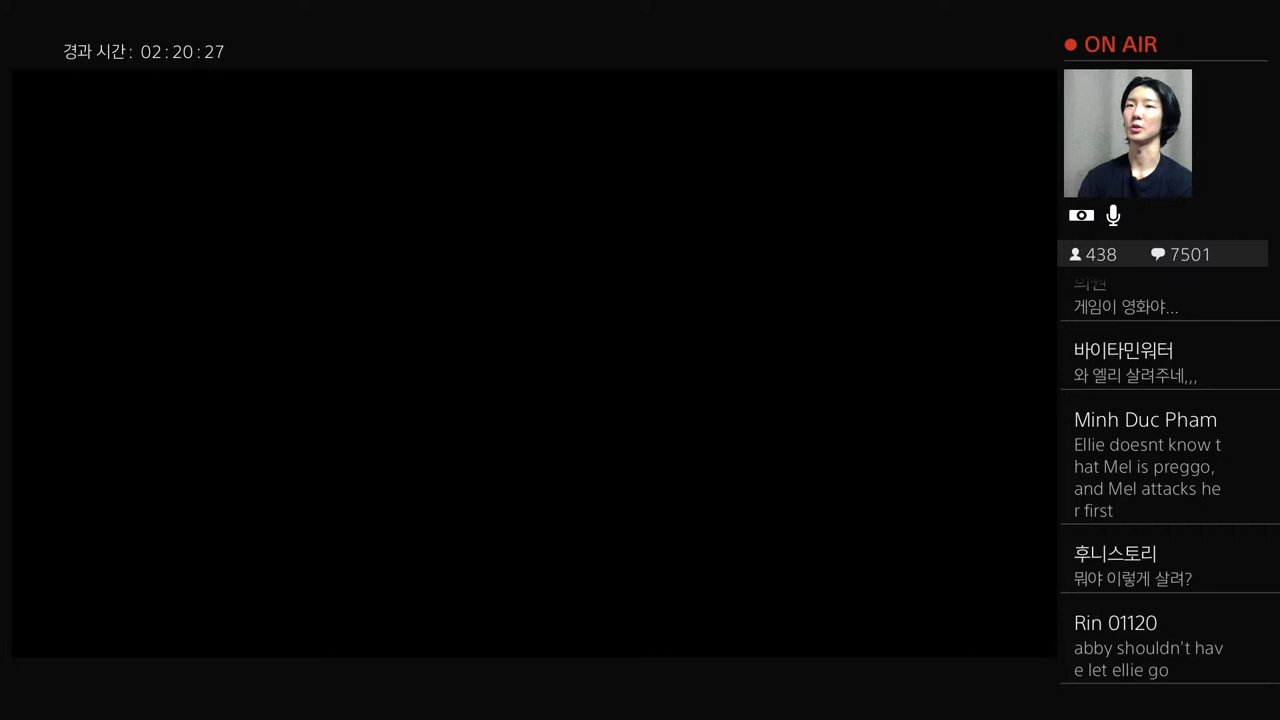 경과 시간: 02:20:27
ON AIR
438 7501
의원
게임이 영화야...
바이타민워터
와 엘리 살려주네,,,
Minh Duc Pham
Ellie doesnt know t
hat Mel is preggo,
and Mel attacks he
r first
후니스토리
뭐야 이렇게 살려?
Rin 01120
abby shouldn't hav
e let ellie go